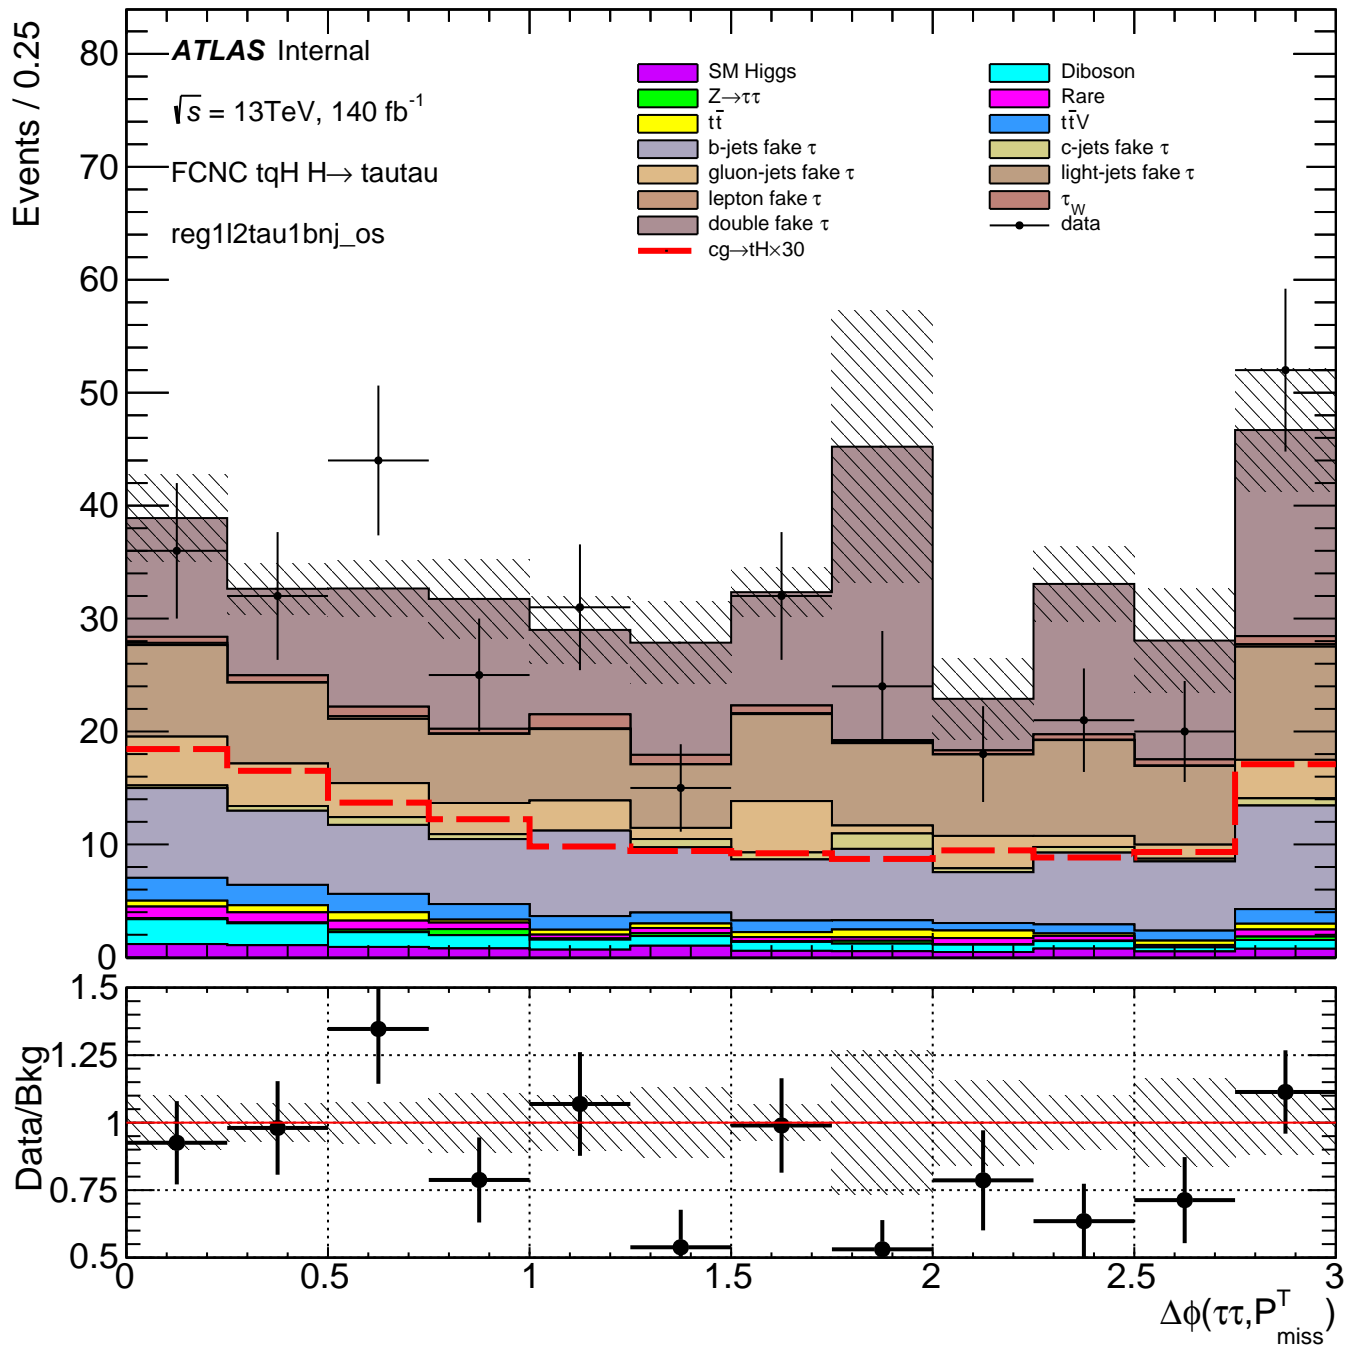 Events / 0.25
80
70
60
50
40
30
20
10
0
ATLAS Internal
√s = 13TeV, 140 fb⁻¹
FCNC tqH H→ tautau
reg1l2tau1bnj_os
SM Higgs
Z→ττ
tt̄
b-jets fake τ
gluon-jets fake τ
lepton fake τ
double fake τ
cg→tH×30
Diboson
Rare
tt̄V
c-jets fake τ
light-jets fake τ
τ_W
data
Data/Bkg
1.5
1.25
1
0.75
0.5
0 0.5 1 1.5 2 2.5 3
Δϕ(ττ,P^T_miss)